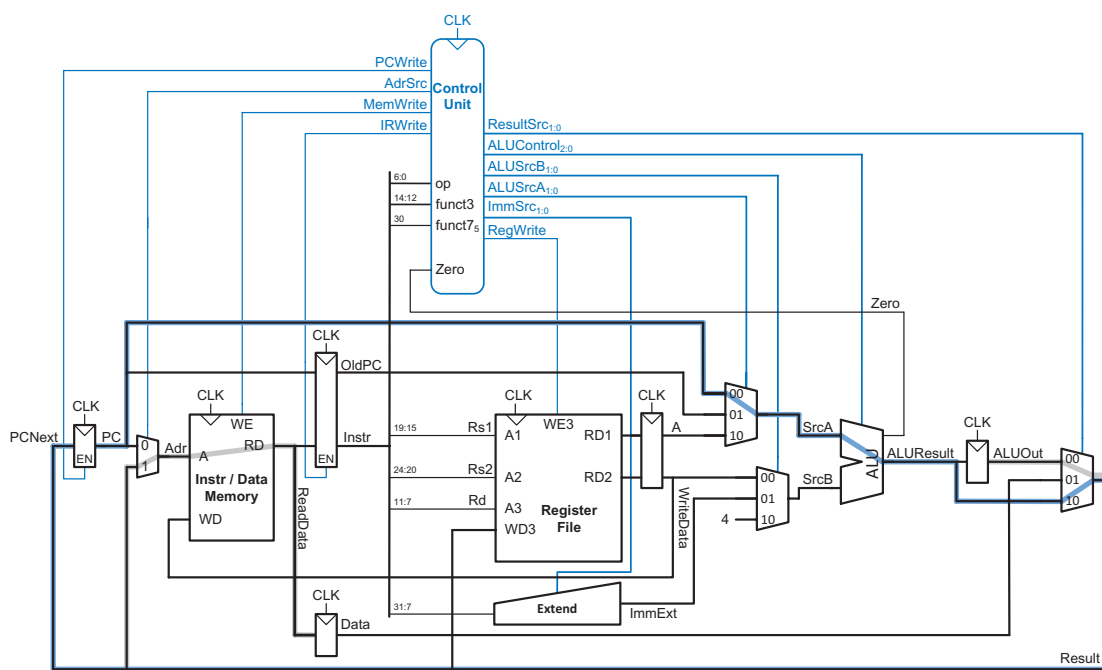 CLK
PCWrite
AdrSrc
MemWrite
IRWrite
Control
Unit
ResultSrc1:0
ALUControl2:0
ALUSrcB1:0
ALUSrcA1:0
ImmSrc1:0
RegWrite
6:0
op
14:12
funct3
30
funct75
Zero
Zero
CLK
OldPC
CLK
CLK
CLK
CLK
CLK
PCNext
PC
EN
0
1
Adr
WE
A
RD
Instr / Data
Memory
WD
ReadData
EN
Instr
19:15
Rs1
A1
WE3
RD1
A
24:20
Rs2
A2
RD2
11:7
Rd
A3
WD3
Register
File
WriteData
00
01
10
SrcA
00
01
10
4
SrcB
ALU
ALUResult
ALUOut
00
01
10
31:7
Extend
ImmExt
CLK
Data
Result